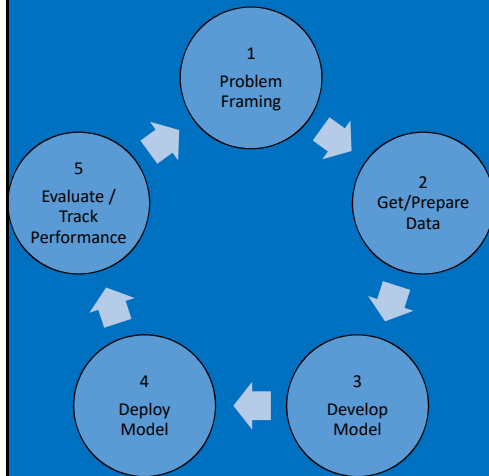 1
Problem
Framing
2
Get/Prepare
Data
3
Develop
Model
4
Deploy
Model
5
Evaluate /
Track
Performance